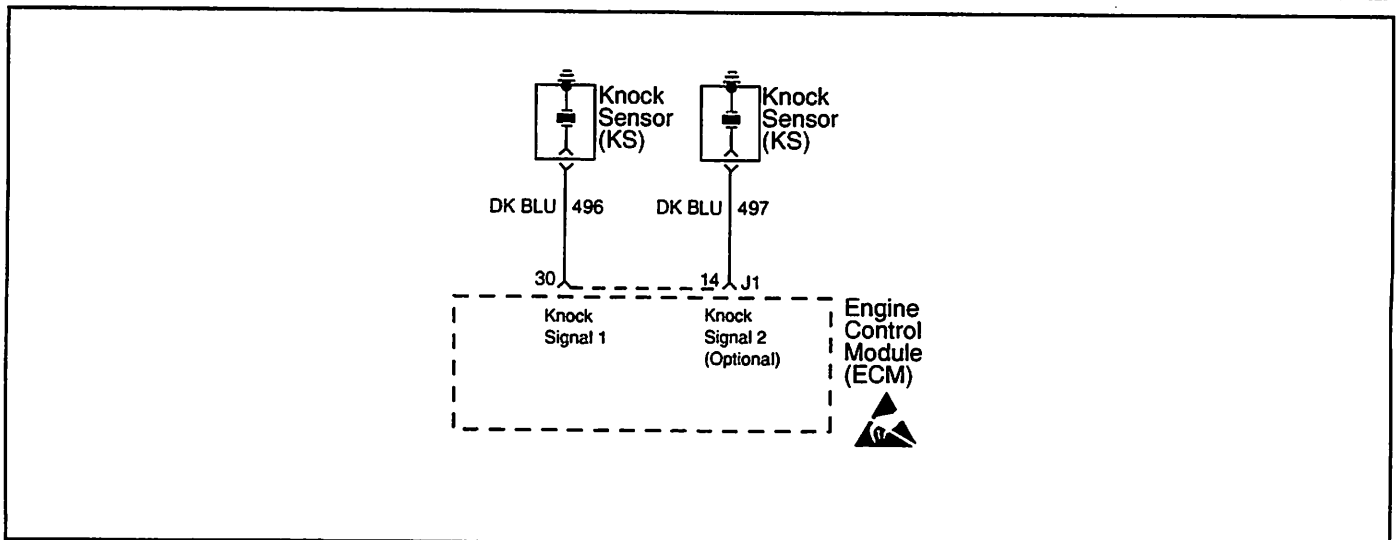 Knock
Sensor
(KS)
Knock
Sensor
(KS)
DK BLU 496
DK BLU 497
30
14 J1
Knock
Signal 1
Knock
Signal 2
(Optional)
Engine
Control
Module
(ECM)